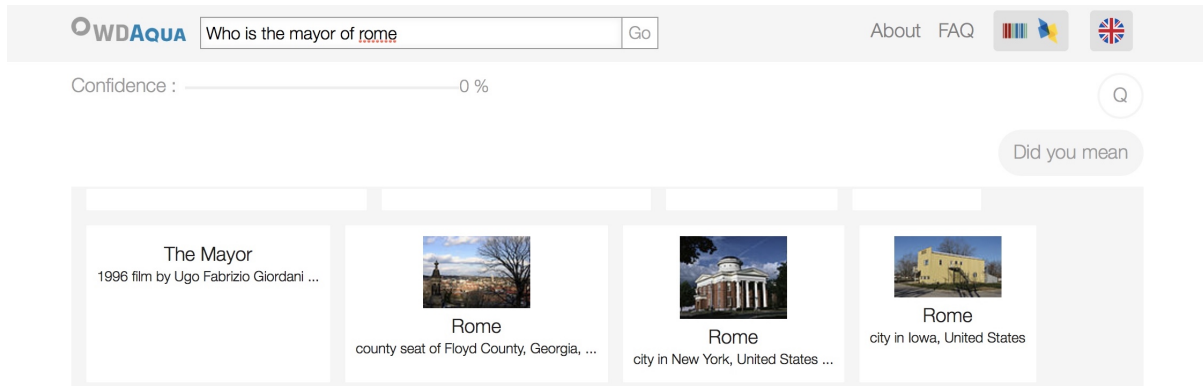 WDAQUA Who is the mayor of rome Go About FAQ
Confidence : 0 %
Q
Did you mean
The Mayor
1996 film by Ugo Fabrizio Giordani ...
Rome
county seat of Floyd County, Georgia, ...
Rome
city in New York, United States ...
Rome
city in Iowa, United States